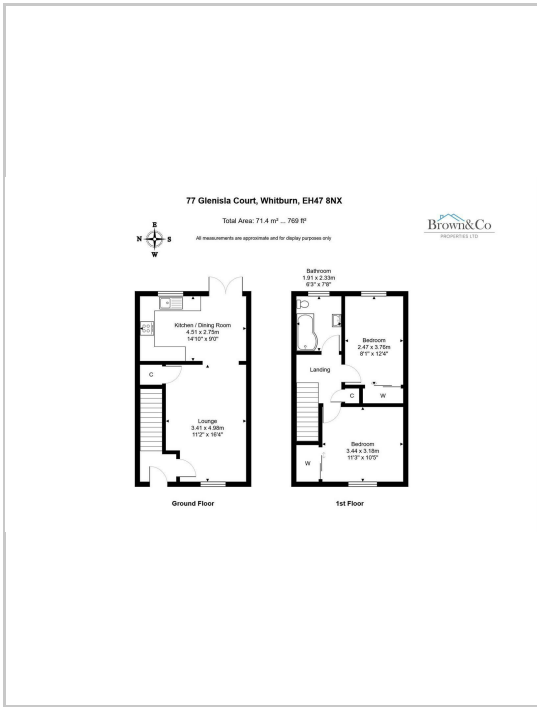 77 Glenisla Court, Whitburn, EH47 8NX
Total Area: 71.4 m² ... 769 ft²
All measurements are approximate and for display purposes only
Brown&Co
PROPERTIES LTD
E
N
S
W
Kitchen / Dining Room
4.51 x 2.75m
14'10" x 9'0"
C
Lounge
3.41 x 4.98m
11'2" x 16'4"
Ground Floor
Bathroom
1.91 x 2.33m
6'3" x 7'8"
Bedroom
2.47 x 3.76m
8'1" x 12'4"
Landing
C
W
Bedroom
3.44 x 3.18m
11'3" x 10'5"
W
1st Floor